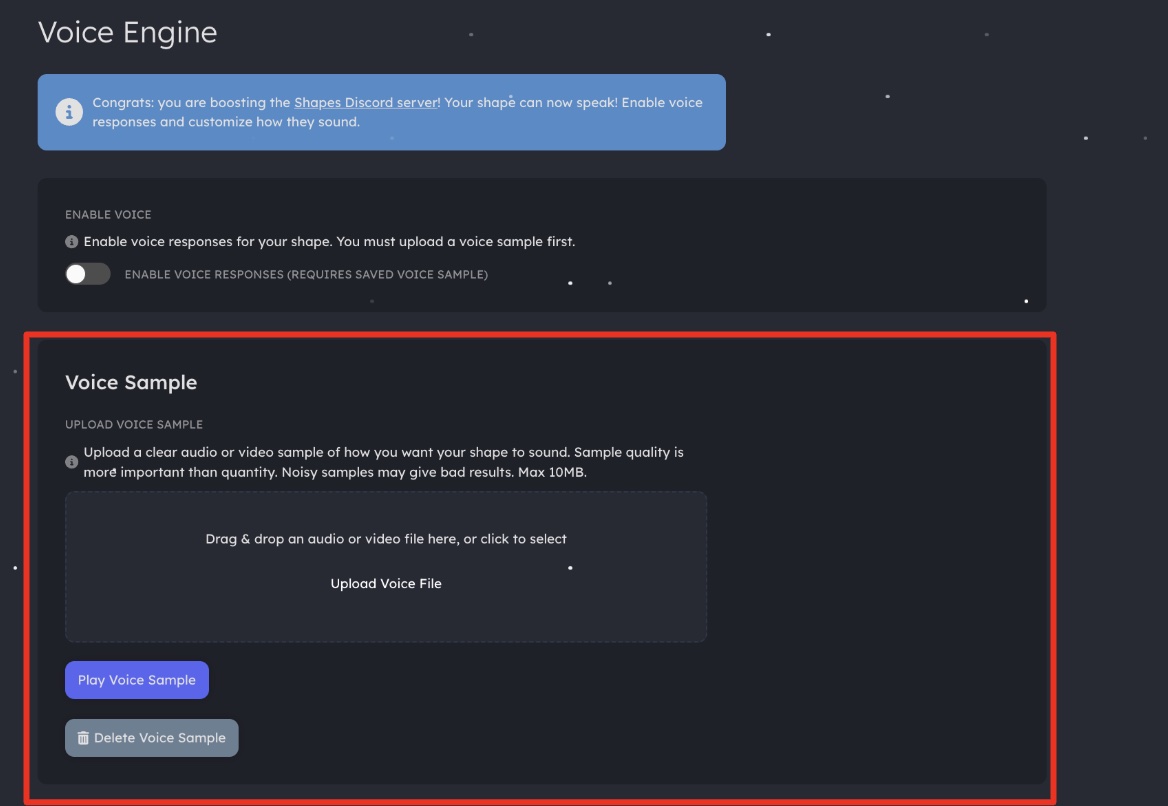 Voice Engine
Congrats: you are boosting the Shapes Discord server! Your shape can now speak! Enable voice
responses and customize how they sound.
ENABLE VOICE
Enable voice responses for your shape. You must upload a voice sample first.
ENABLE VOICE RESPONSES (REQUIRES SAVED VOICE SAMPLE)
Voice Sample
UPLOAD VOICE SAMPLE
Upload a clear audio or video sample of how you want your shape to sound. Sample quality is
more important than quantity. Noisy samples may give bad results. Max 10MB.
Drag & drop an audio or video file here, or click to select
Upload Voice File
Play Voice Sample
Delete Voice Sample